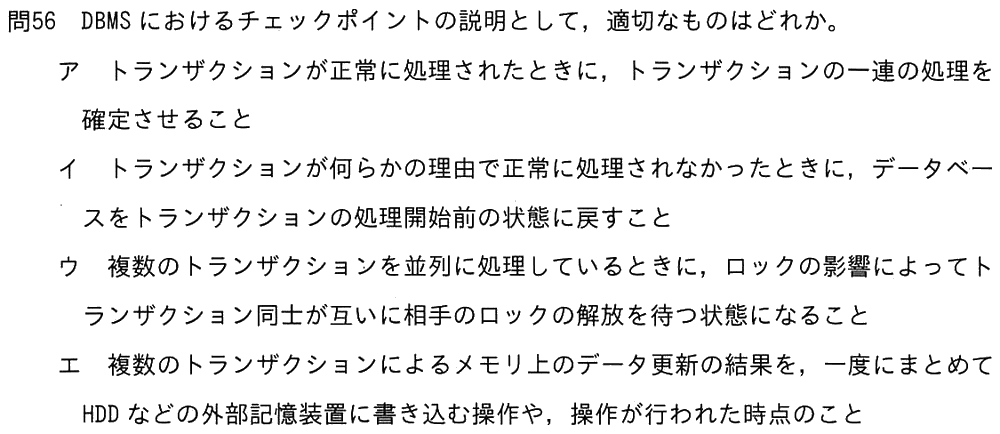 問56 DBMS におけるチェックポイントの説明として，適切なものはどれか。
ア トランザクションが正常に処理されたときに，トランザクションの一連の処理を
確定させること
イ トランザクションが何らかの理由で正常に処理されなかったときに，データベー
スをトランザクションの処理開始前の状態に戻すこと
ウ 複数のトランザクションを並列に処理しているときに，ロックの影響によってト
ランザクション同士が互いに相手のロックの解放を待つ状態になること
エ 複数のトランザクションによるメモリ上のデータ更新の結果を，一度にまとめて
HDD などの外部記憶装置に書き込む操作や，操作が行われた時点のこと